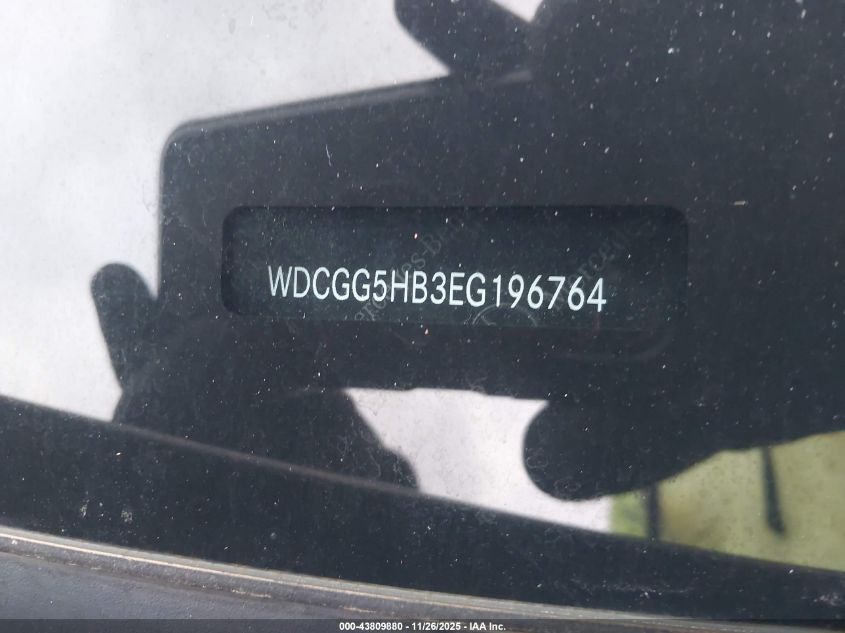 WDCGG5HB3EG196764
000-43809880 - 11/26/2025 - IAA Inc.